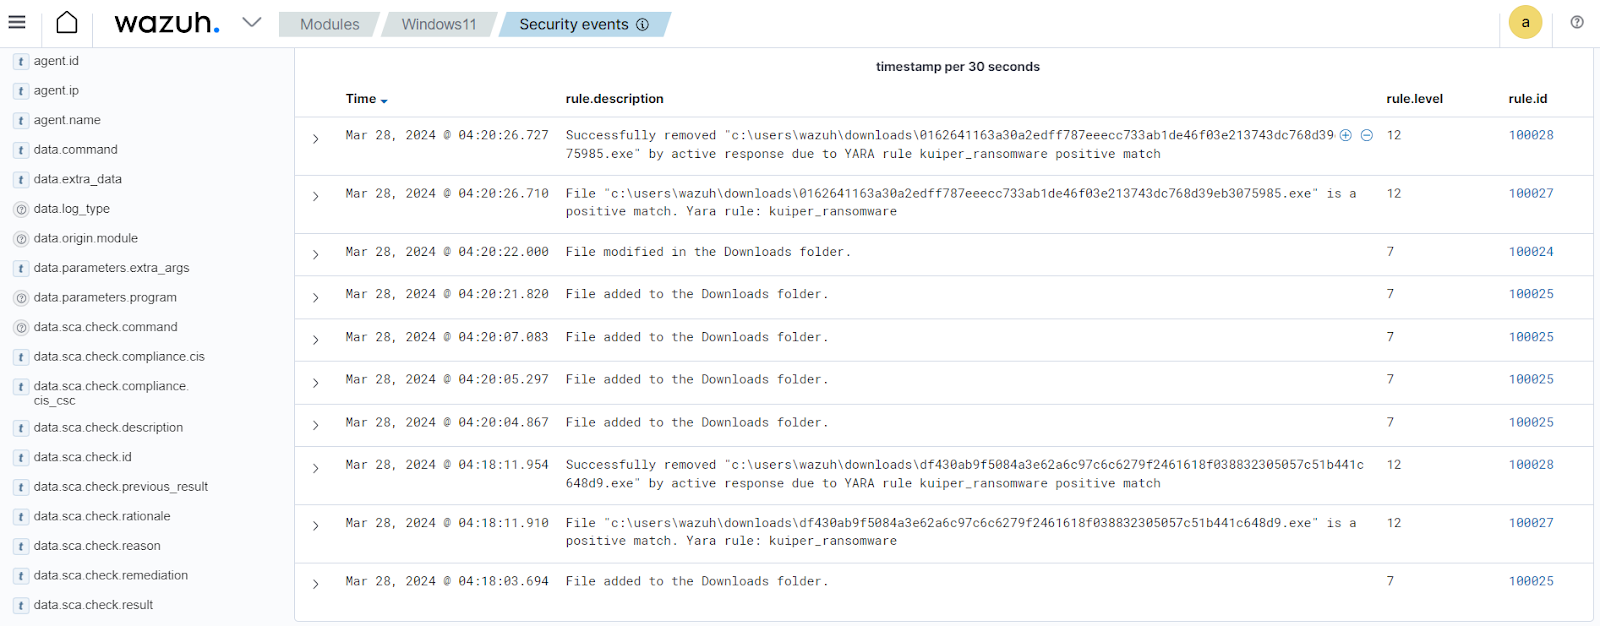 wazuh.
Modules
Windows11
Security events
a
t agent.id
t agent.ip
t agent.name
t data.command
t data.extra_data
? data.log_type
? data.origin.module
t data.parameters.extra_args
? data.parameters.program
? data.sca.check.command
t data.sca.check.compliance.cis
t data.sca.check.compliance.
cis_csc
t data.sca.check.description
t data.sca.check.id
t data.sca.check.previous_result
t data.sca.check.rationale
t data.sca.check.reason
t data.sca.check.remediation
t data.sca.check.result
timestamp per 30 seconds
Time rule.description rule.level rule.id
Mar 28, 2024 @ 04:20:26.727 Successfully removed "c:\users\wazuh\downloads\0162641163a30a2edff787eeecc733ab1de46f03e213743dc768d39 12 100028
75985.exe" by active response due to YARA rule kuiper_ransomware positive match
Mar 28, 2024 @ 04:20:26.710 File "c:\users\wazuh\downloads\0162641163a30a2edff787eeecc733ab1de46f03e213743dc768d39eb3075985.exe" is a 12 100027
positive match. Yara rule: kuiper_ransomware
Mar 28, 2024 @ 04:20:22.000 File modified in the Downloads folder. 7 100024
Mar 28, 2024 @ 04:20:21.820 File added to the Downloads folder. 7 100025
Mar 28, 2024 @ 04:20:07.083 File added to the Downloads folder. 7 100025
Mar 28, 2024 @ 04:20:05.297 File added to the Downloads folder. 7 100025
Mar 28, 2024 @ 04:20:04.867 File added to the Downloads folder. 7 100025
Mar 28, 2024 @ 04:18:11.954 Successfully removed "c:\users\wazuh\downloads\df430ab9f5084a3e62a6c97c6c6279f2461618f038832305057c51b441c 12 100028
648d9.exe" by active response due to YARA rule kuiper_ransomware positive match
Mar 28, 2024 @ 04:18:11.910 File "c:\users\wazuh\downloads\df430ab9f5084a3e62a6c97c6c6279f2461618f038832305057c51b441c648d9.exe" is a 12 100027
positive match. Yara rule: kuiper_ransomware
Mar 28, 2024 @ 04:18:03.694 File added to the Downloads folder. 7 100025